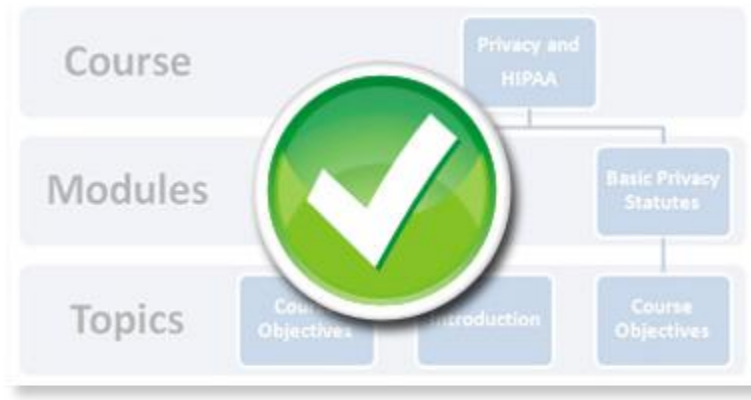 Course
Privacy and
HIPAA
Modules
Basic Privacy
Statutes
Topics
Objectives
Introduction
Course
Objectives